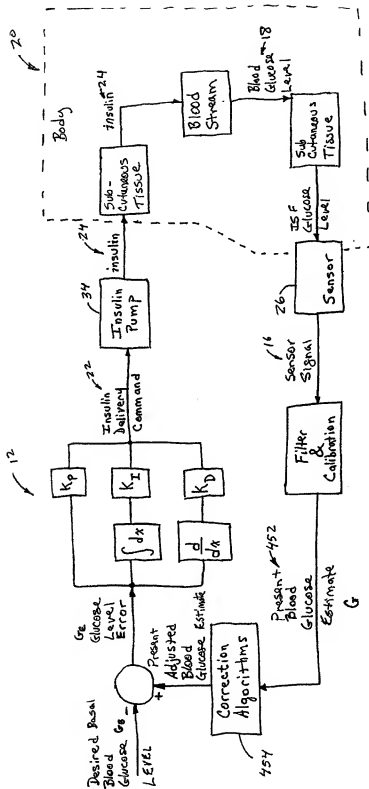 20
Body
insulin
24
Sub-
Cutaneous
Tissue
Blood
Stream
Blood
Glucose
Level
18
Sub
Cutaneous
Tissue
ISF
Glucose
Level
24
insulin
34
Insulin
Pump
22
Insulin
Delivery
Command
26
Sensor
16
Sensor
Signal
Filter
&
Calibration
12
KP
KI
KD
∫dx
d
dx
GE
Glucose
Level
Error
Desired Basal
Blood
Glucose GB
LEVEL
-
+
Present
Adjusted
Blood
Glucose Estimate
Correction
Algorithms
454
Present
452
Blood
Glucose
Estimate
G